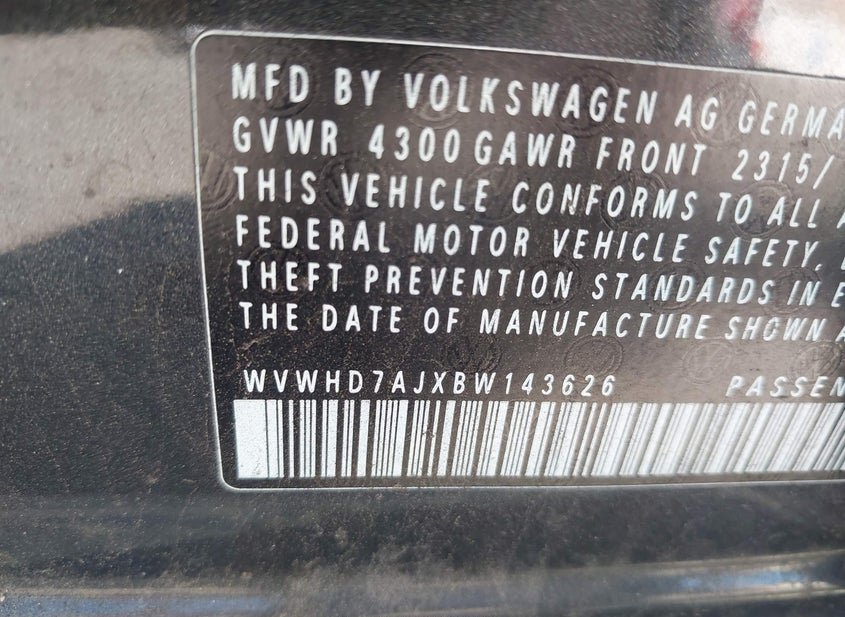 MFD BY VOLKSWAGEN AG GERMA
GVWR 4300 GAWR FRONT 2315/
THIS VEHICLE CONFORMS TO ALL A
FEDERAL MOTOR VEHICLE SAFETY,
THEFT PREVENTION STANDARDS IN E
THE DATE OF MANUFACTURE SHOWN A
WVWHD7AJXBW143626 PASSEN